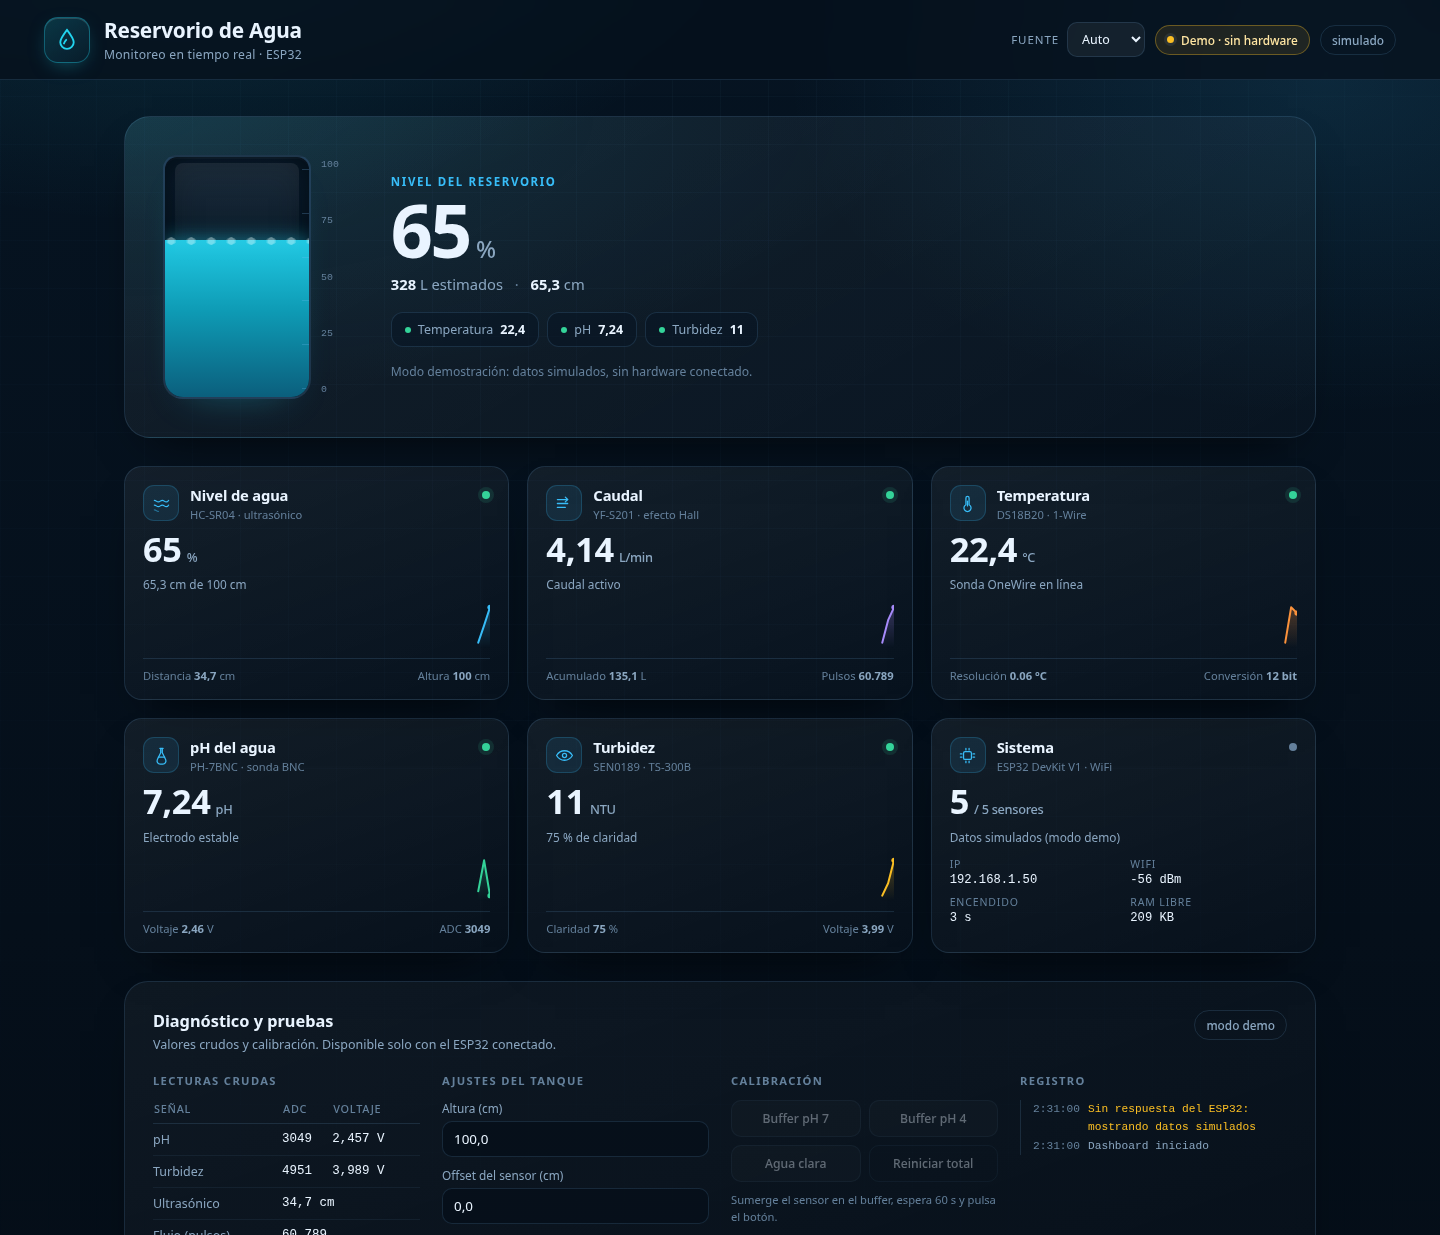 Reservorio de Agua
Monitoreo en tiempo real · ESP32
FUENTE
Auto
Demo · sin hardware
simulado
100
75
50
25
0
NIVEL DEL RESERVORIO
65 %
328 L estimados · 65,3 cm
Temperatura 22,4
pH 7,24
Turbidez 11
Modo demostración: datos simulados, sin hardware conectado.
Nivel de agua
HC-SR04 · ultrasónico
65 %
65,3 cm de 100 cm
Distancia 34,7 cm
Altura 100 cm
Caudal
YF-S201 · efecto Hall
4,14 L/min
Caudal activo
Acumulado 135,1 L
Pulsos 60.789
Temperatura
DS18B20 · 1-Wire
22,4 °C
Sonda OneWire en línea
Resolución 0.06 °C
Conversión 12 bit
pH del agua
PH-7BNC · sonda BNC
7,24 pH
Electrodo estable
Voltaje 2,46 V
ADC 3049
Turbidez
SEN0189 · TS-300B
11 NTU
75 % de claridad
Claridad 75 %
Voltaje 3,99 V
Sistema
ESP32 DevKit V1 · WiFi
5 / 5 sensores
Datos simulados (modo demo)
IP
192.168.1.50
WIFI
-56 dBm
ENCENDIDO
3 s
RAM LIBRE
209 KB
Diagnóstico y pruebas
Valores crudos y calibración. Disponible solo con el ESP32 conectado.
modo demo
LECTURAS CRUDAS
SEÑAL ADC VOLTAJE
pH 3049 2,457 V
Turbidez 4951 3,989 V
Ultrasónico 34,7 cm
Flujo (pulsos) 60.789
AJUSTES DEL TANQUE
Altura (cm)
100,0
Offset del sensor (cm)
0,0
CALIBRACIÓN
Buffer pH 7
Buffer pH 4
Agua clara
Reiniciar total
Sumerge el sensor en el buffer, espera 60 s y pulsa
el botón.
REGISTRO
2:31:00 Sin respuesta del ESP32:
mostrando datos simulados
2:31:00 Dashboard iniciado